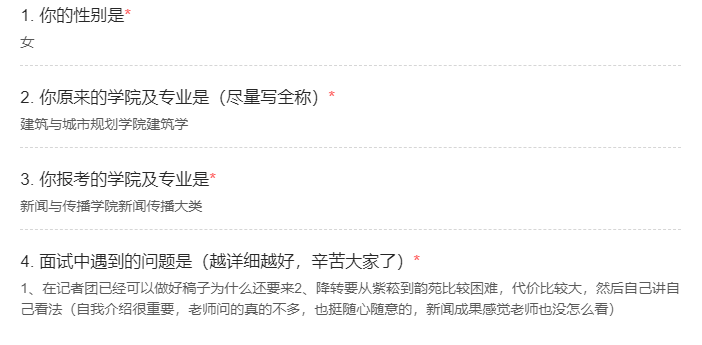 1. 你的性别是*
女
2. 你原来的学院及专业是（尽量写全称）*
建筑与城市规划学院建筑学
3. 你报考的学院及专业是*
新闻与传播学院新闻传播大类
4. 面试中遇到的问题是（越详细越好，辛苦大家了）*
1、在记者团已经可以做好稿子为什么还要来2、降转要从紫菘到韵苑比较困难，代价比较大，然后自己讲自
己看法（自我介绍很重要，老师问的真的不多，也挺随心随意的，新闻成果感觉老师也没怎么看）